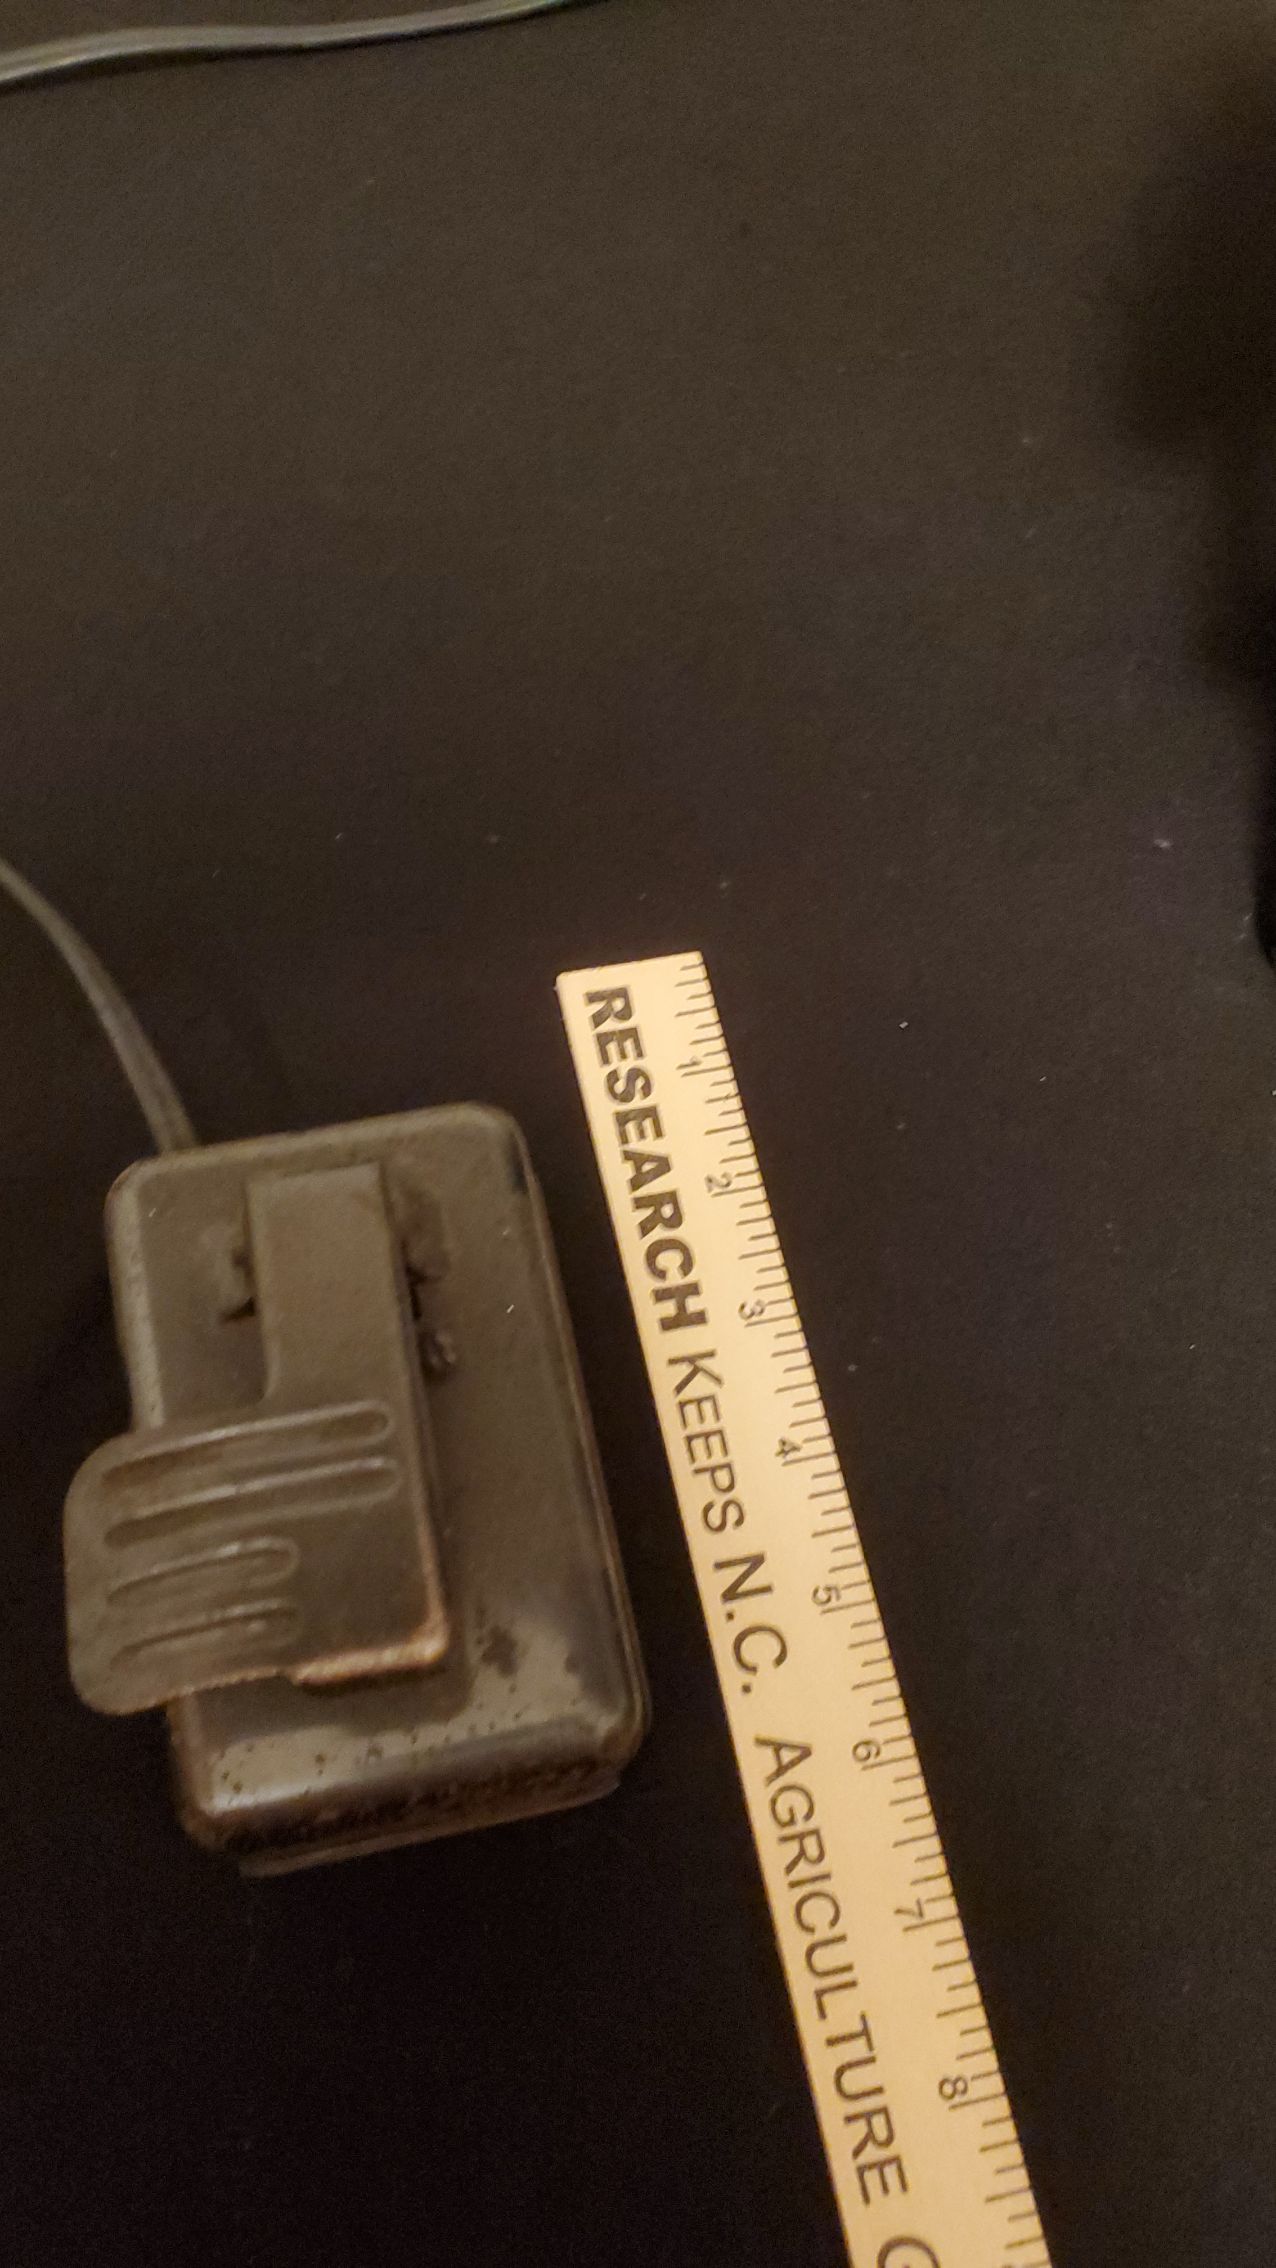 RESEARCH KEEPS N.C. AGRICULTURE G
1 2 3 4 5 6 7 8